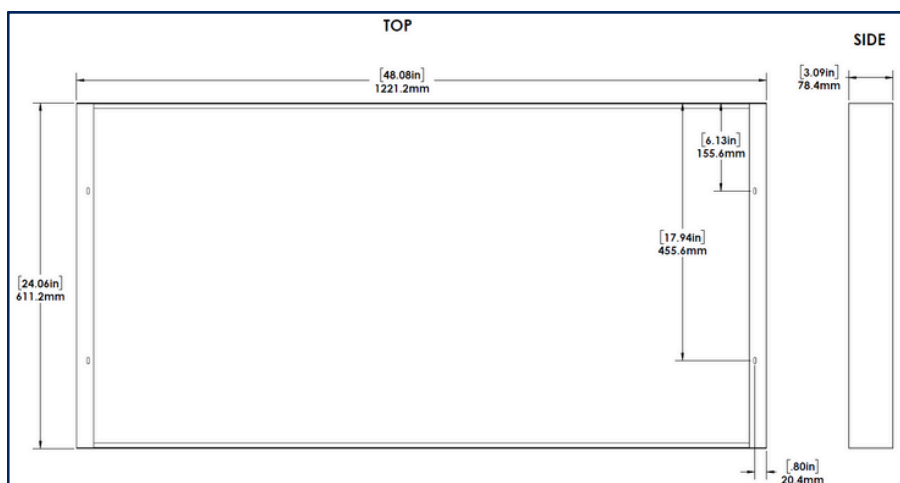 TOP
SIDE
[48.08in]
1221.2mm
[3.09in]
78.4mm
[6.13in]
155.6mm
[17.94in]
455.6mm
[24.06in]
611.2mm
[.80in]
20.4mm